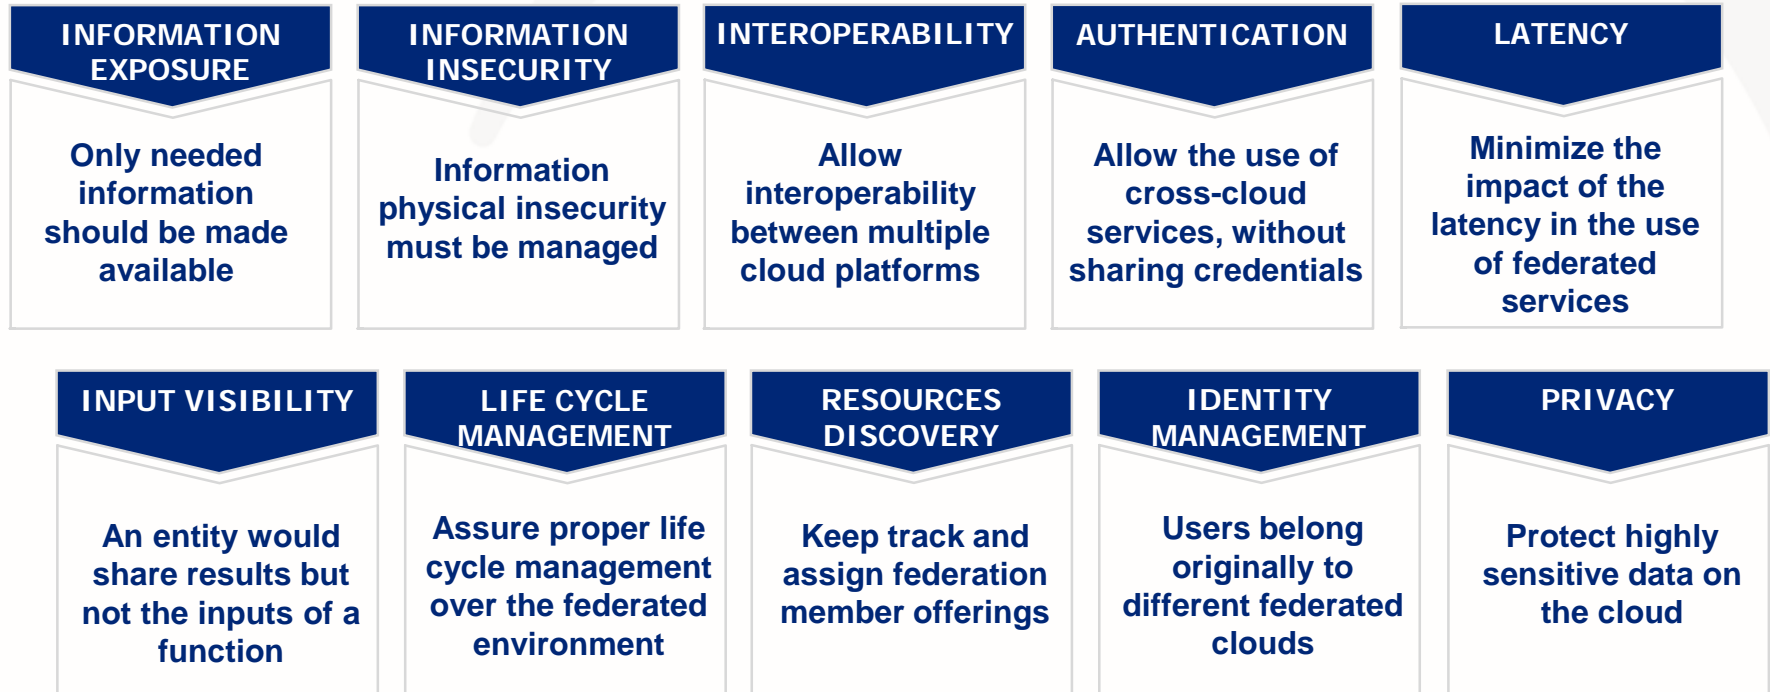 INFORMATION
EXPOSURE
Only needed
information
should be made
available
INFORMATION
INSECURITY
Information
physical insecurity
must be managed
INTEROPERABILITY
Allow
interoperability
between multiple
cloud platforms
AUTHENTICATION
Allow the use of
cross-cloud
services, without
sharing credentials
LATENCY
Minimize the
impact of the
latency in the use
of federated
services
INPUT VISIBILITY
An entity would
share results but
not the inputs of a
function
LIFE CYCLE
MANAGEMENT
Assure proper life
cycle management
over the federated
environment
RESOURCES
DISCOVERY
Keep track and
assign federation
member offerings
IDENTITY
MANAGEMENT
Users belong
originally to
different federated
clouds
PRIVACY
Protect highly
sensitive data on
the cloud